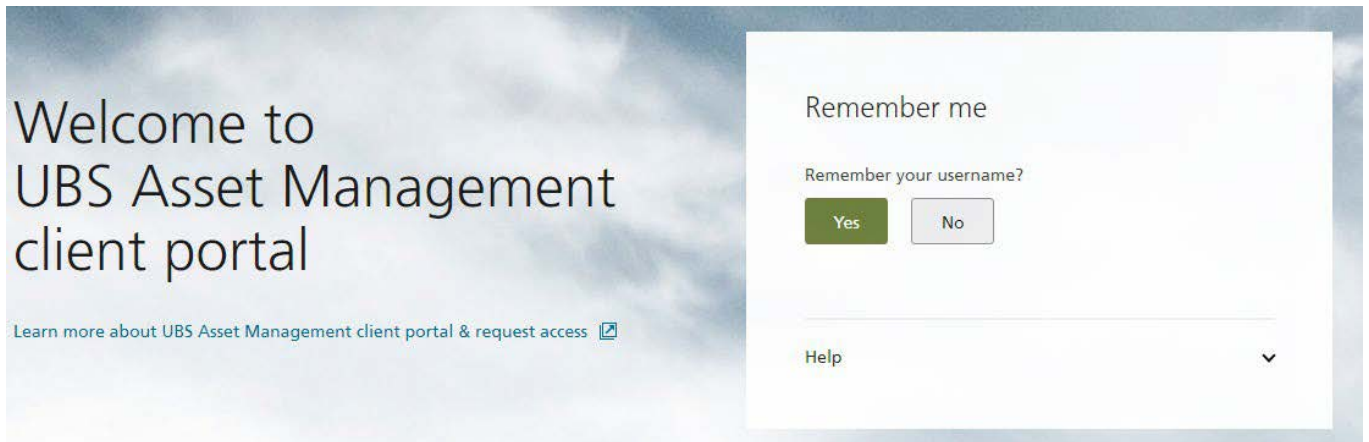 Welcome to
UBS Asset Management
client portal
Learn more about UBS Asset Management client portal & request access
Remember me
Remember your username?
Yes
No
Help